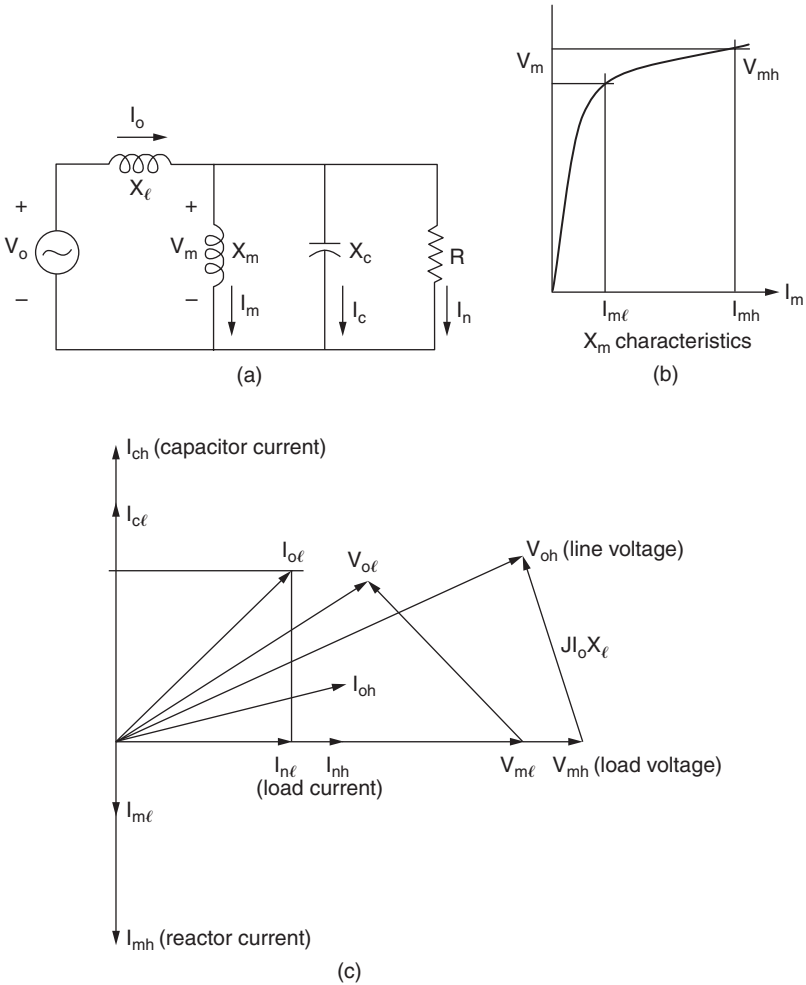 I_o
X_ℓ
+
V_o
−
+
V_m
−
X_m
I_m
X_c
I_c
R
I_n
(a)
V_m
V_mh
I_mℓ
I_mh
I_m
X_m characteristics
(b)
I_ch (capacitor current)
I_cℓ
I_oℓ
V_oℓ
V_oh (line voltage)
JI_oX_ℓ
I_oh
I_nℓ
(load current)
I_nh
V_mℓ
V_mh (load voltage)
I_mℓ
I_mh (reactor current)
(c)